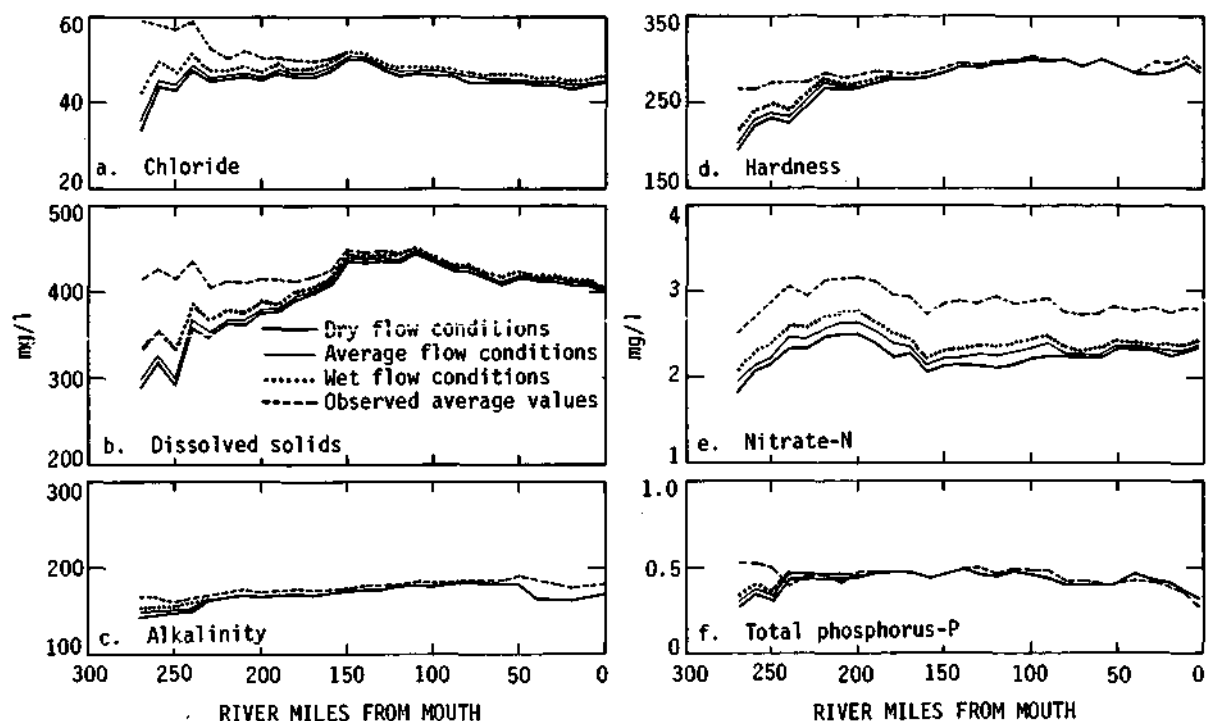 60
40
20
a. Chloride
500
400
300
200
mg/l
Dry flow conditions
Average flow conditions
Wet flow conditions
Observed average values
b. Dissolved solids
300
200
100
c. Alkalinity
300 250 200 150 100 50 0
RIVER MILES FROM MOUTH
350
250
150
d. Hardness
4
3
2
1
mg/l
e. Nitrate-N
1.0
0.5
0
f. Total phosphorus-P
300 250 200 150 100 50 0
RIVER MILES FROM MOUTH